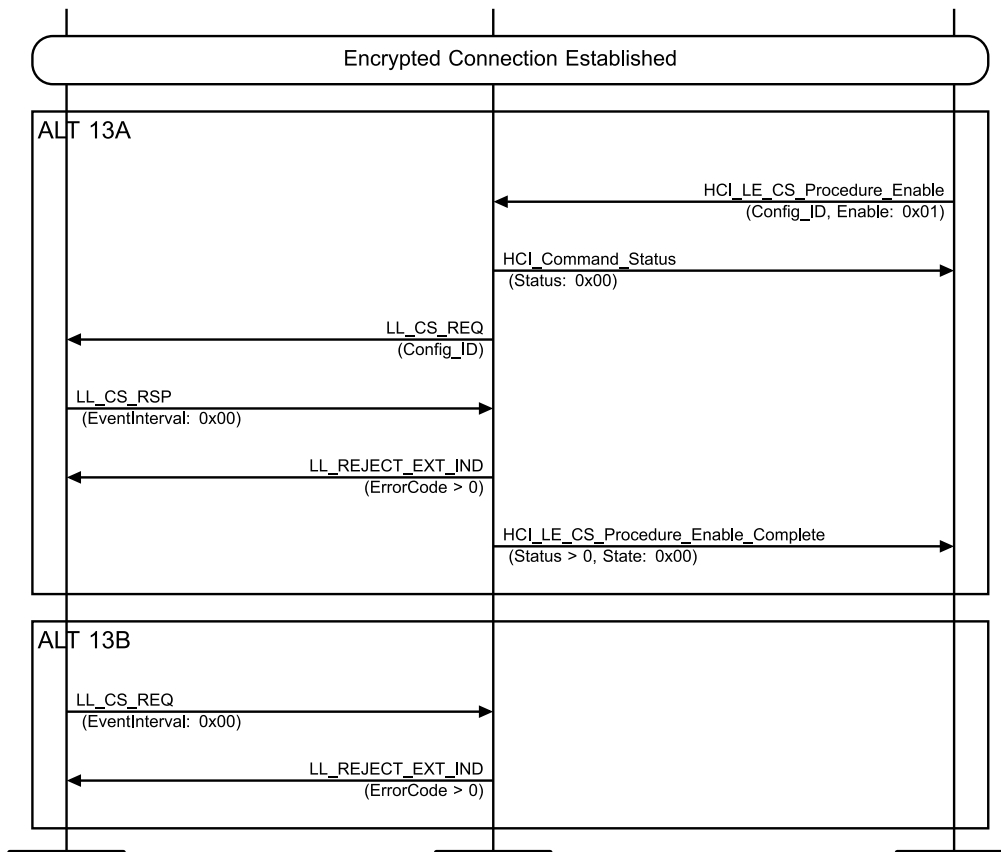 Encrypted Connection Established
ALT 13A
HCI_LE_CS_Procedure_Enable
(Config_ID, Enable: 0x01)
HCI_Command_Status
(Status: 0x00)
LL_CS_REQ
(Config_ID)
LL_CS_RSP
(EventInterval: 0x00)
LL_REJECT_EXT_IND
(ErrorCode > 0)
HCI_LE_CS_Procedure_Enable_Complete
(Status > 0, State: 0x00)
ALT 13B
LL_CS_REQ
(EventInterval: 0x00)
LL_REJECT_EXT_IND
(ErrorCode > 0)